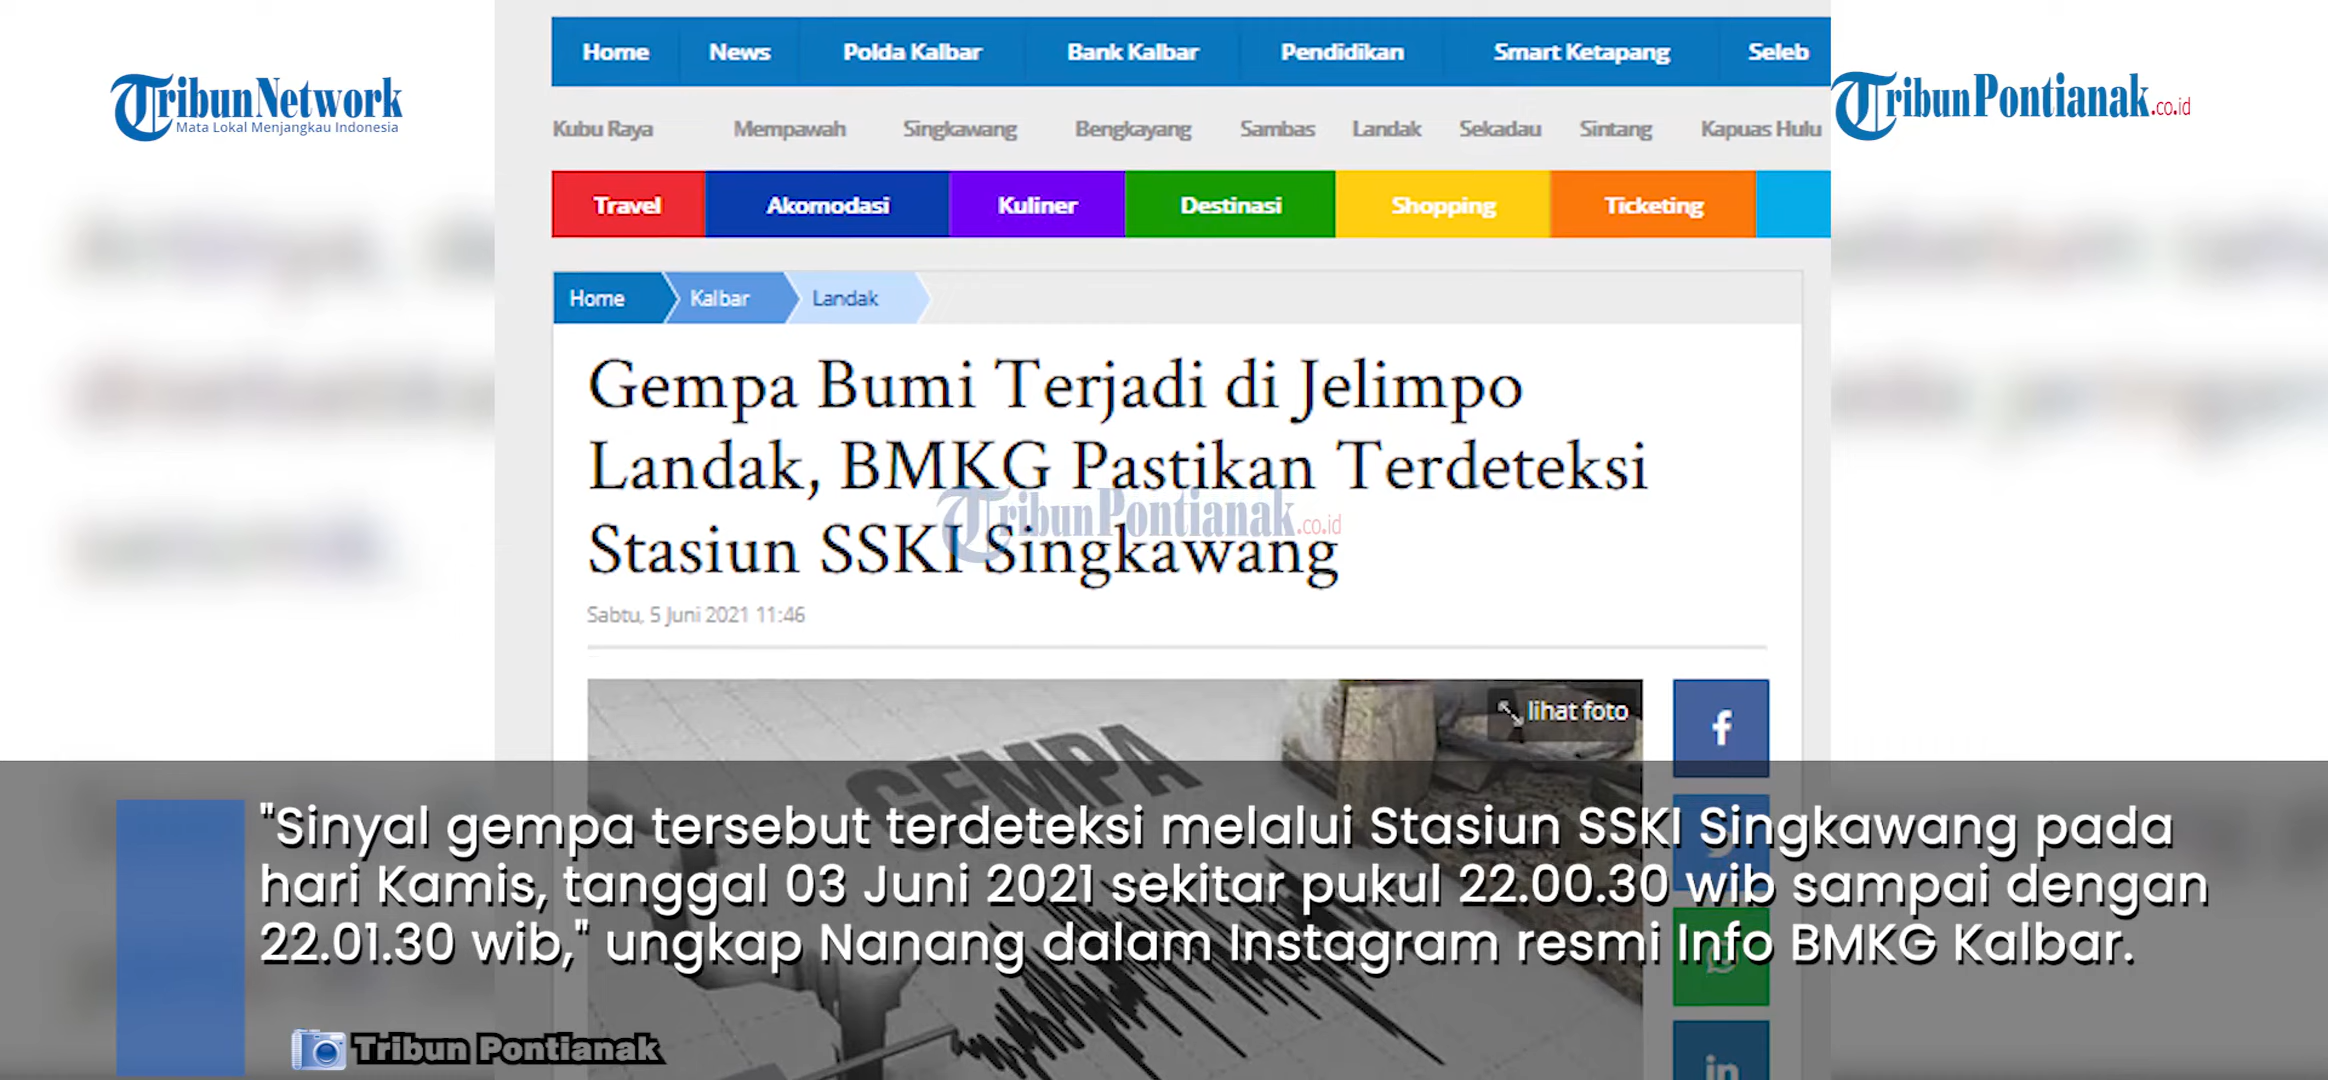 Home News Polda Kalbar Bank Kalbar Pendidikan Smart Ketapang Seleb
TribunNetwork
Mata Lokal Menjangkau Indonesia
TribunPontianak.co.id
Kubu Raya Mempawah Singkawang Bengkayang Sambas Landak Sekadau Sintang Kapuas Hulu
Travel Akomodasi Kuliner Destinasi Shopping Ticketing
Home Kalbar Landak
Gempa Bumi Terjadi di Jelimpo
Landak, BMKG Pastikan Terdeteksi
Stasiun SSKI Singkawang
TribunPontianak.co.id
Sabtu, 5 Juni 2021 11:46
lihat foto
GEMPA
"Sinyal gempa tersebut terdeteksi melalui Stasiun SSKI Singkawang pada
hari Kamis, tanggal 03 Juni 2021 sekitar pukul 22.00.30 wib sampai dengan
22.01.30 wib," ungkap Nanang dalam Instagram resmi Info BMKG Kalbar.
Tribun Pontianak